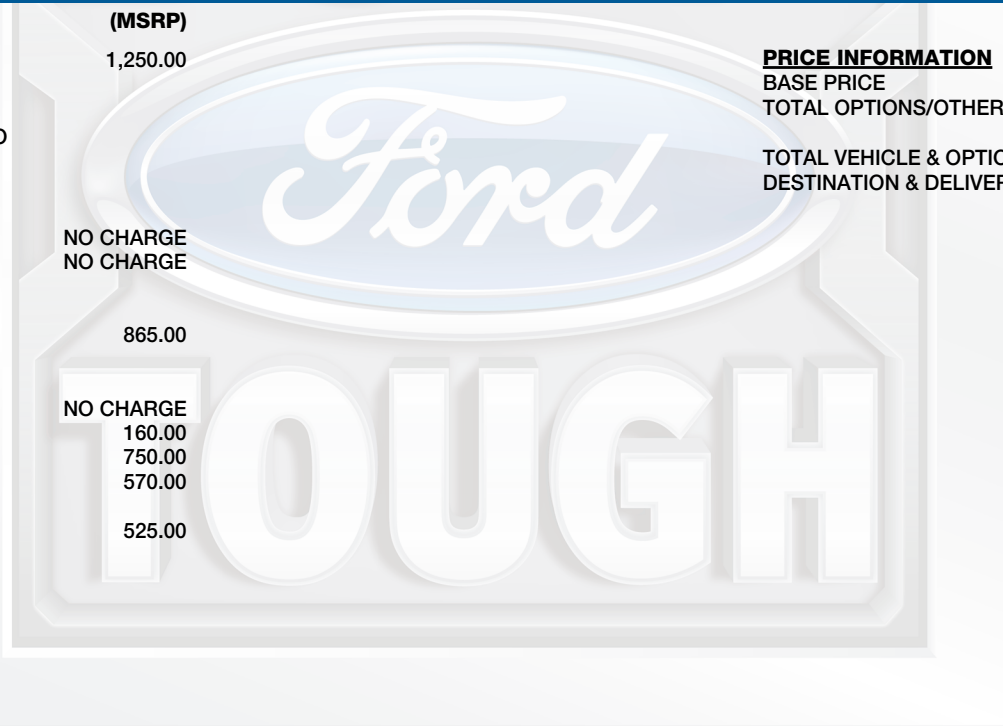 (MSRP)
1,250.00
NO CHARGE
NO CHARGE
865.00
NO CHARGE
160.00
750.00
570.00
525.00
PRICE INFORMATION
BASE PRICE
TOTAL OPTIONS/OTHER
TOTAL VEHICLE & OPTIO
DESTINATION & DELIVER
Ford
TOUGH